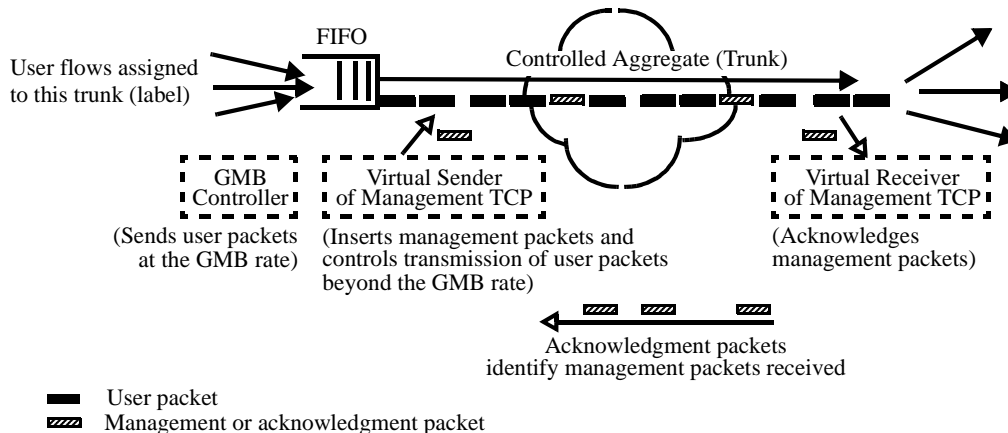 FIFO
User flows assigned
to this trunk (label)
Controlled Aggregate (Trunk)
GMB
Controller
Virtual Sender
of Management TCP
Virtual Receiver
of Management TCP
(Sends user packets
at the GMB rate)
(Inserts management packets and
controls transmission of user packets
beyond the GMB rate)
(Acknowledges
management packets)
Acknowledgment packets
identify management packets received
User packet
Management or acknowledgment packet